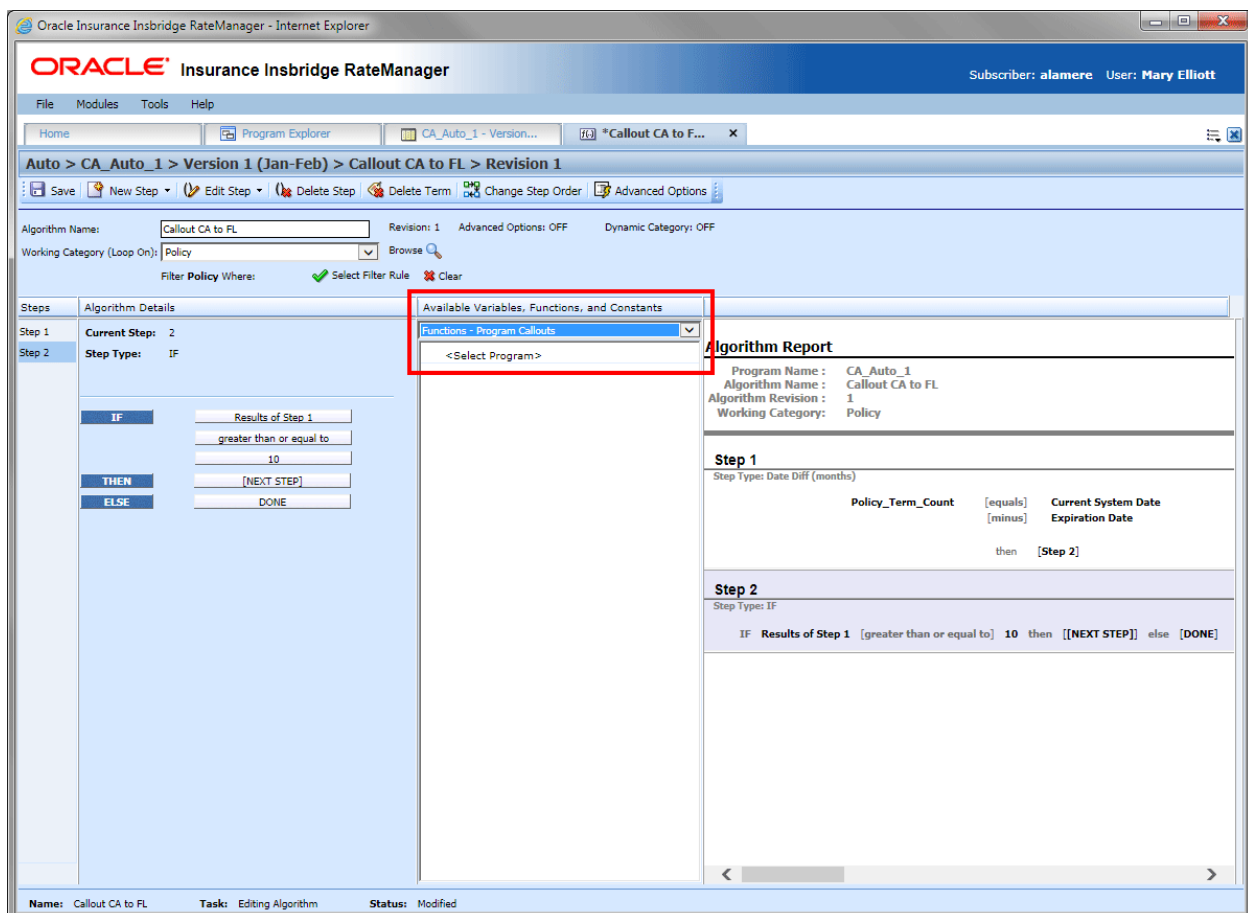 Oracle Insurance Insbridge RateManager - Internet Explorer
ORACLE Insurance Insbridge RateManager
Subscriber: alamere User: Mary Elliott
File Modules Tools Help
Home Program Explorer CA_Auto_1 - Version... *Callout CA to F... x
Auto > CA_Auto_1 > Version 1 (Jan-Feb) > Callout CA to FL > Revision 1
Save New Step Edit Step Delete Step Delete Term Change Step Order Advanced Options
Algorithm Name: Callout CA to FL Revision: 1 Advanced Options: OFF Dynamic Category: OFF
Working Category (Loop On): Policy Browse
Filter Policy Where: Select Filter Rule Clear
Steps Algorithm Details Available Variables, Functions, and Constants
Step 1
Step 2
Current Step: 2
Step Type: IF
IF Results of Step 1
greater than or equal to
10
THEN [NEXT STEP]
ELSE DONE
Functions - Program Callouts
<Select Program>
Algorithm Report
Program Name : CA_Auto_1
Algorithm Name : Callout CA to FL
Algorithm Revision : 1
Working Category: Policy
Step 1
Step Type: Date Diff (months)
Policy_Term_Count [equals] Current System Date
[minus] Expiration Date
then [Step 2]
Step 2
Step Type: IF
IF Results of Step 1 [greater than or equal to] 10 then [[NEXT STEP]] else [DONE]
Name: Callout CA to FL Task: Editing Algorithm Status: Modified